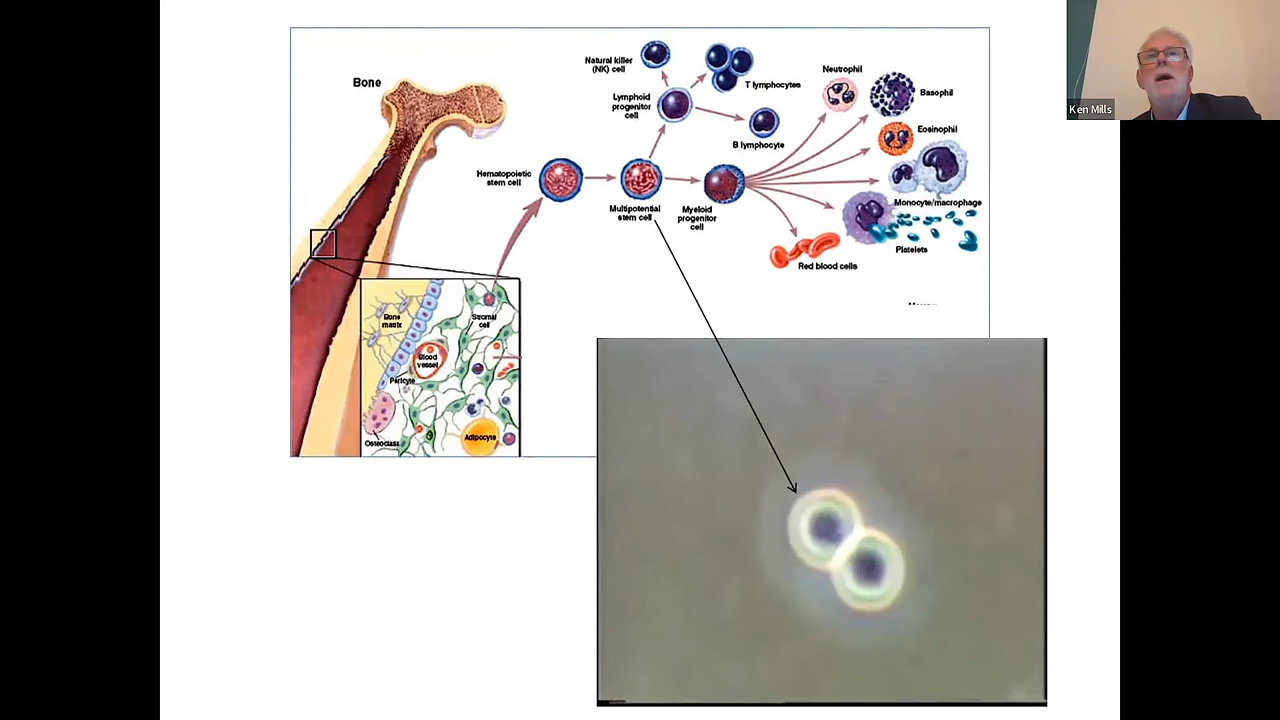 Bone
Natural killer
(NK) cell
T lymphocytes
Lymphoid
progenitor
cell
B lymphocyte
Neutrophil
Basophil
Eosinophil
Monocyte/macrophage
Platelets
Red blood cells
Hematopoietic
stem cell
Multipotential
stem cell
Myeloid
progenitor
cell
Bone
matrix
Stromal
cell
Blood
vessel
Pericyte
Osteoclast
Adipocyte
Ken Mills